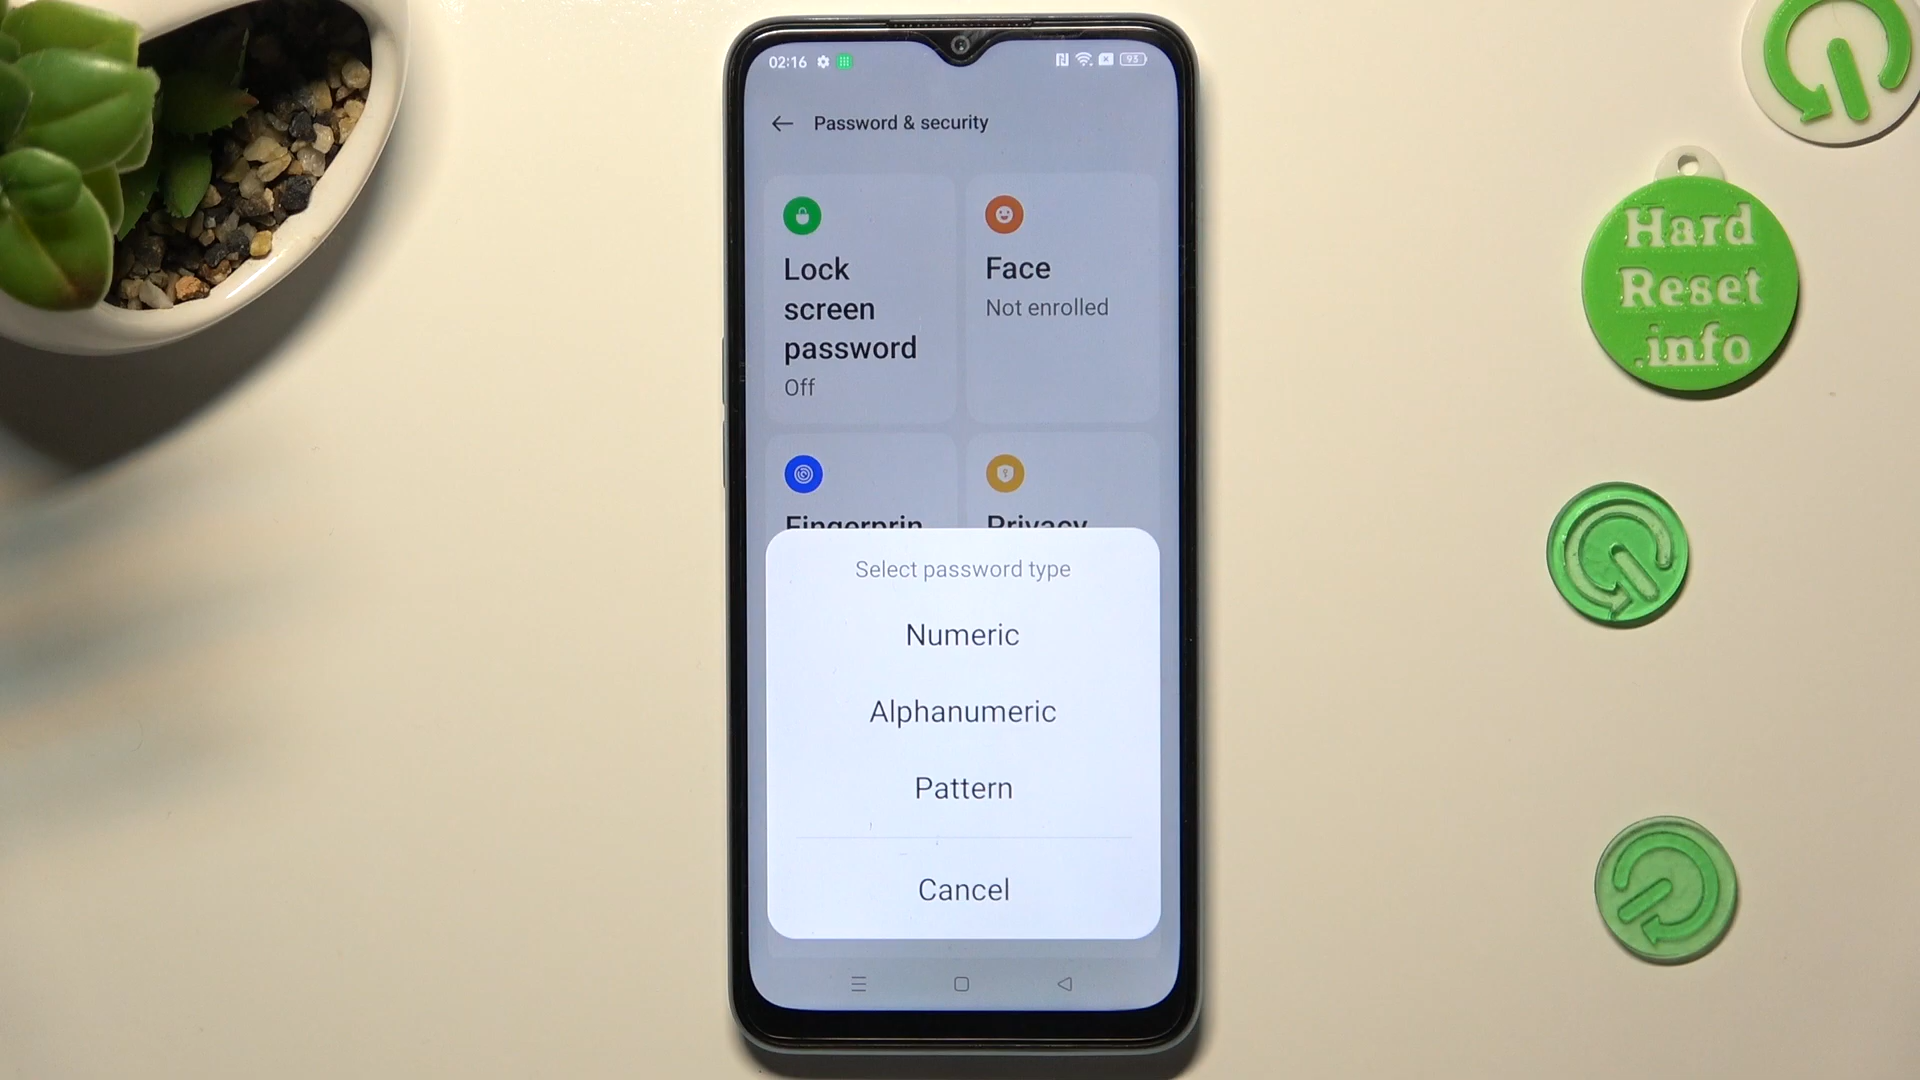 02:16
93
Password & security
Lock
screen
password
Off
Face
Not enrolled
Fingerprin
Privacy
Select password type
Numeric
Alphanumeric
Pattern
Cancel
Hard
Reset
.info